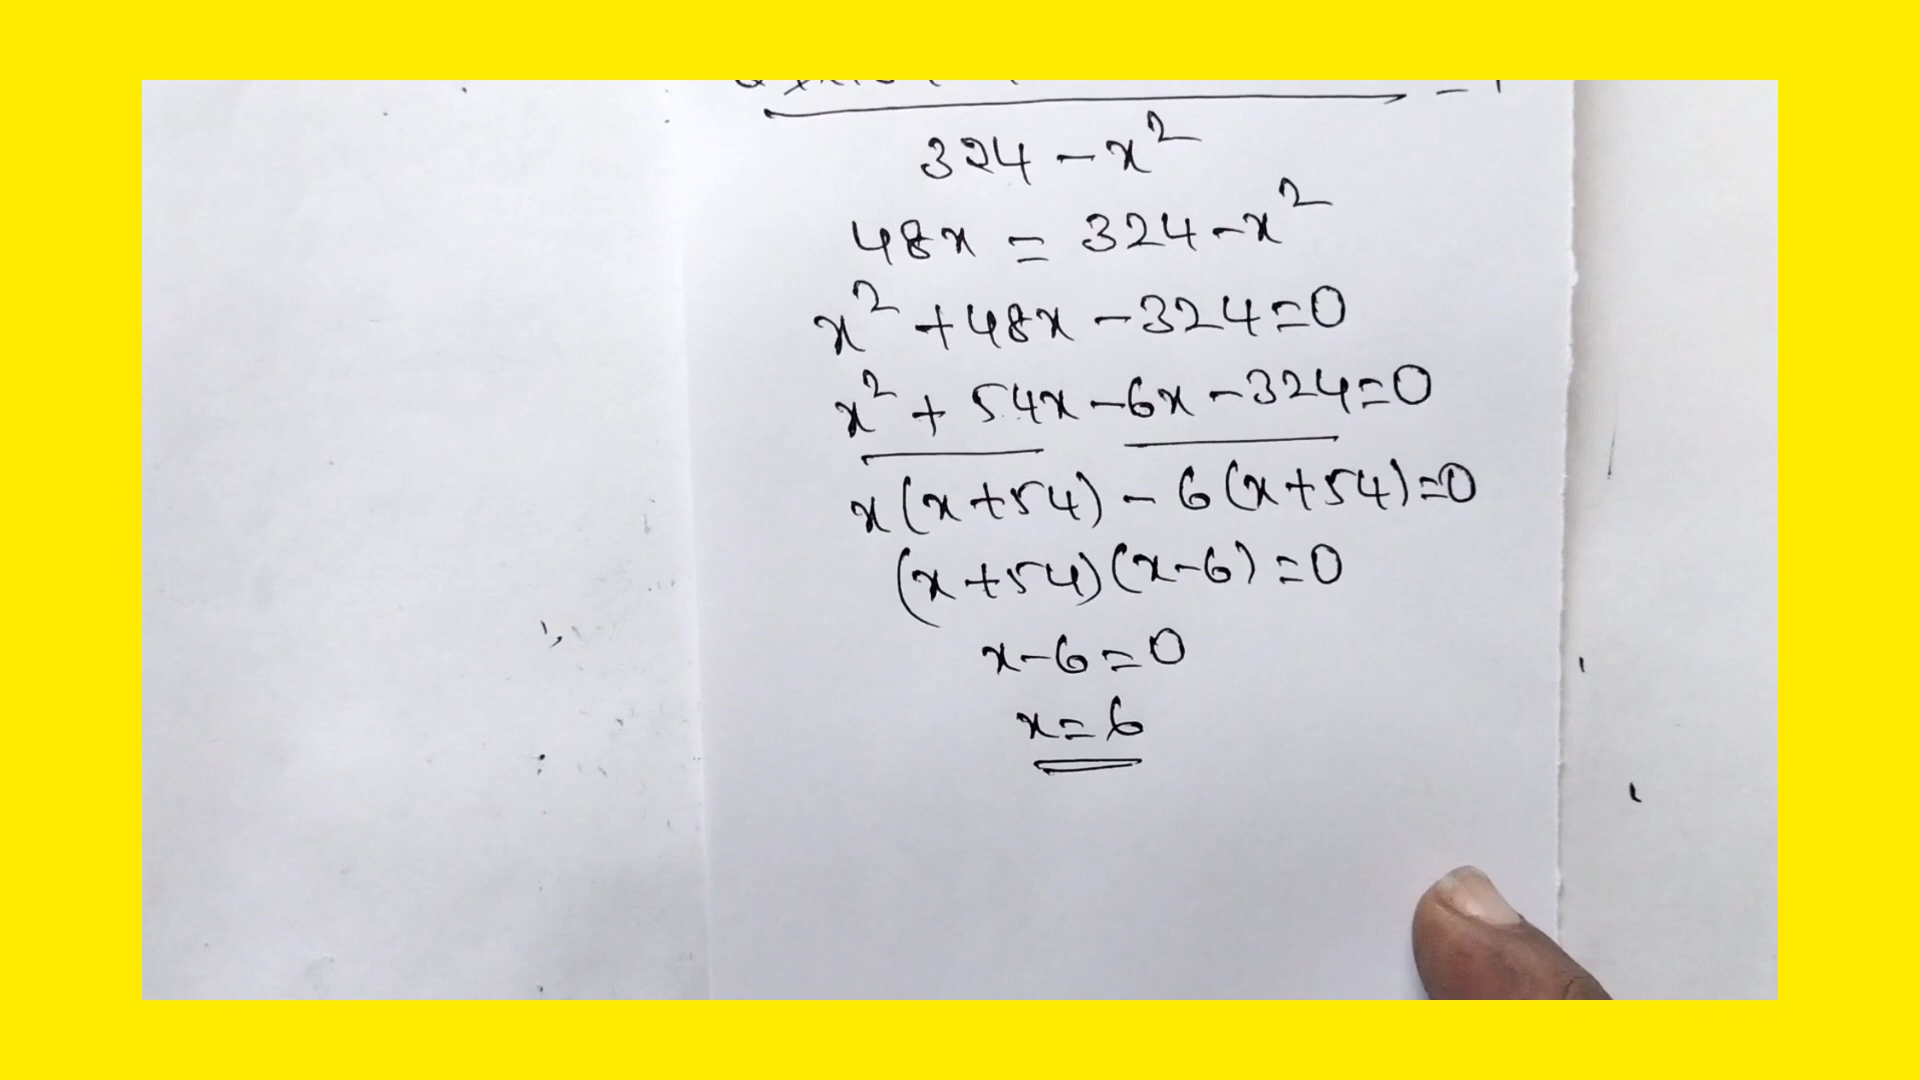 324 - x²
48x = 324 - x²
x² + 48x - 324 = 0
x² + 54x - 6x - 324 = 0
x(x + 54) - 6(x + 54) = 0
(x + 54)(x - 6) = 0
x - 6 = 0
x = 6